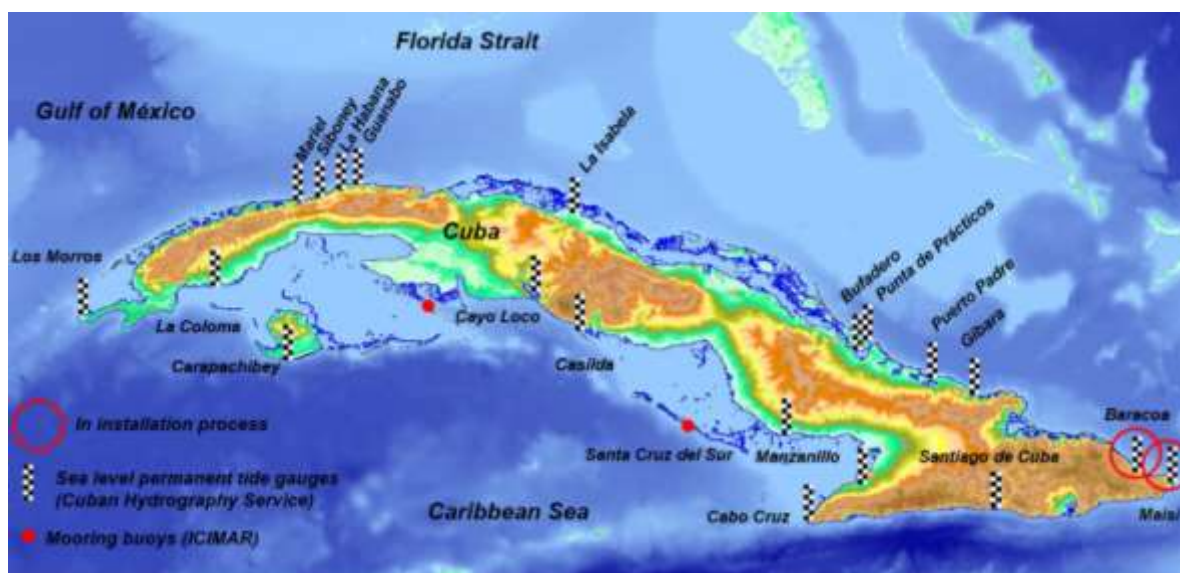 Florida Strait
Gulf of México
Mariel
Siboney
La Habana
Guanabo
La Isabela
Cuba
Los Morros
La Coloma
Carapachibey
Cayo Loco
Casilda
Bufadero
Punta de Prácticos
Puerto Padre
Gibara
Baracoa
In installation process
Santa Cruz del Sur
Manzanillo
Santiago de Cuba
Sea level permanent tide gauges
(Cuban Hydrography Service)
Caribbean Sea
Cabo Cruz
Maisí
Mooring buoys (ICIMAR)